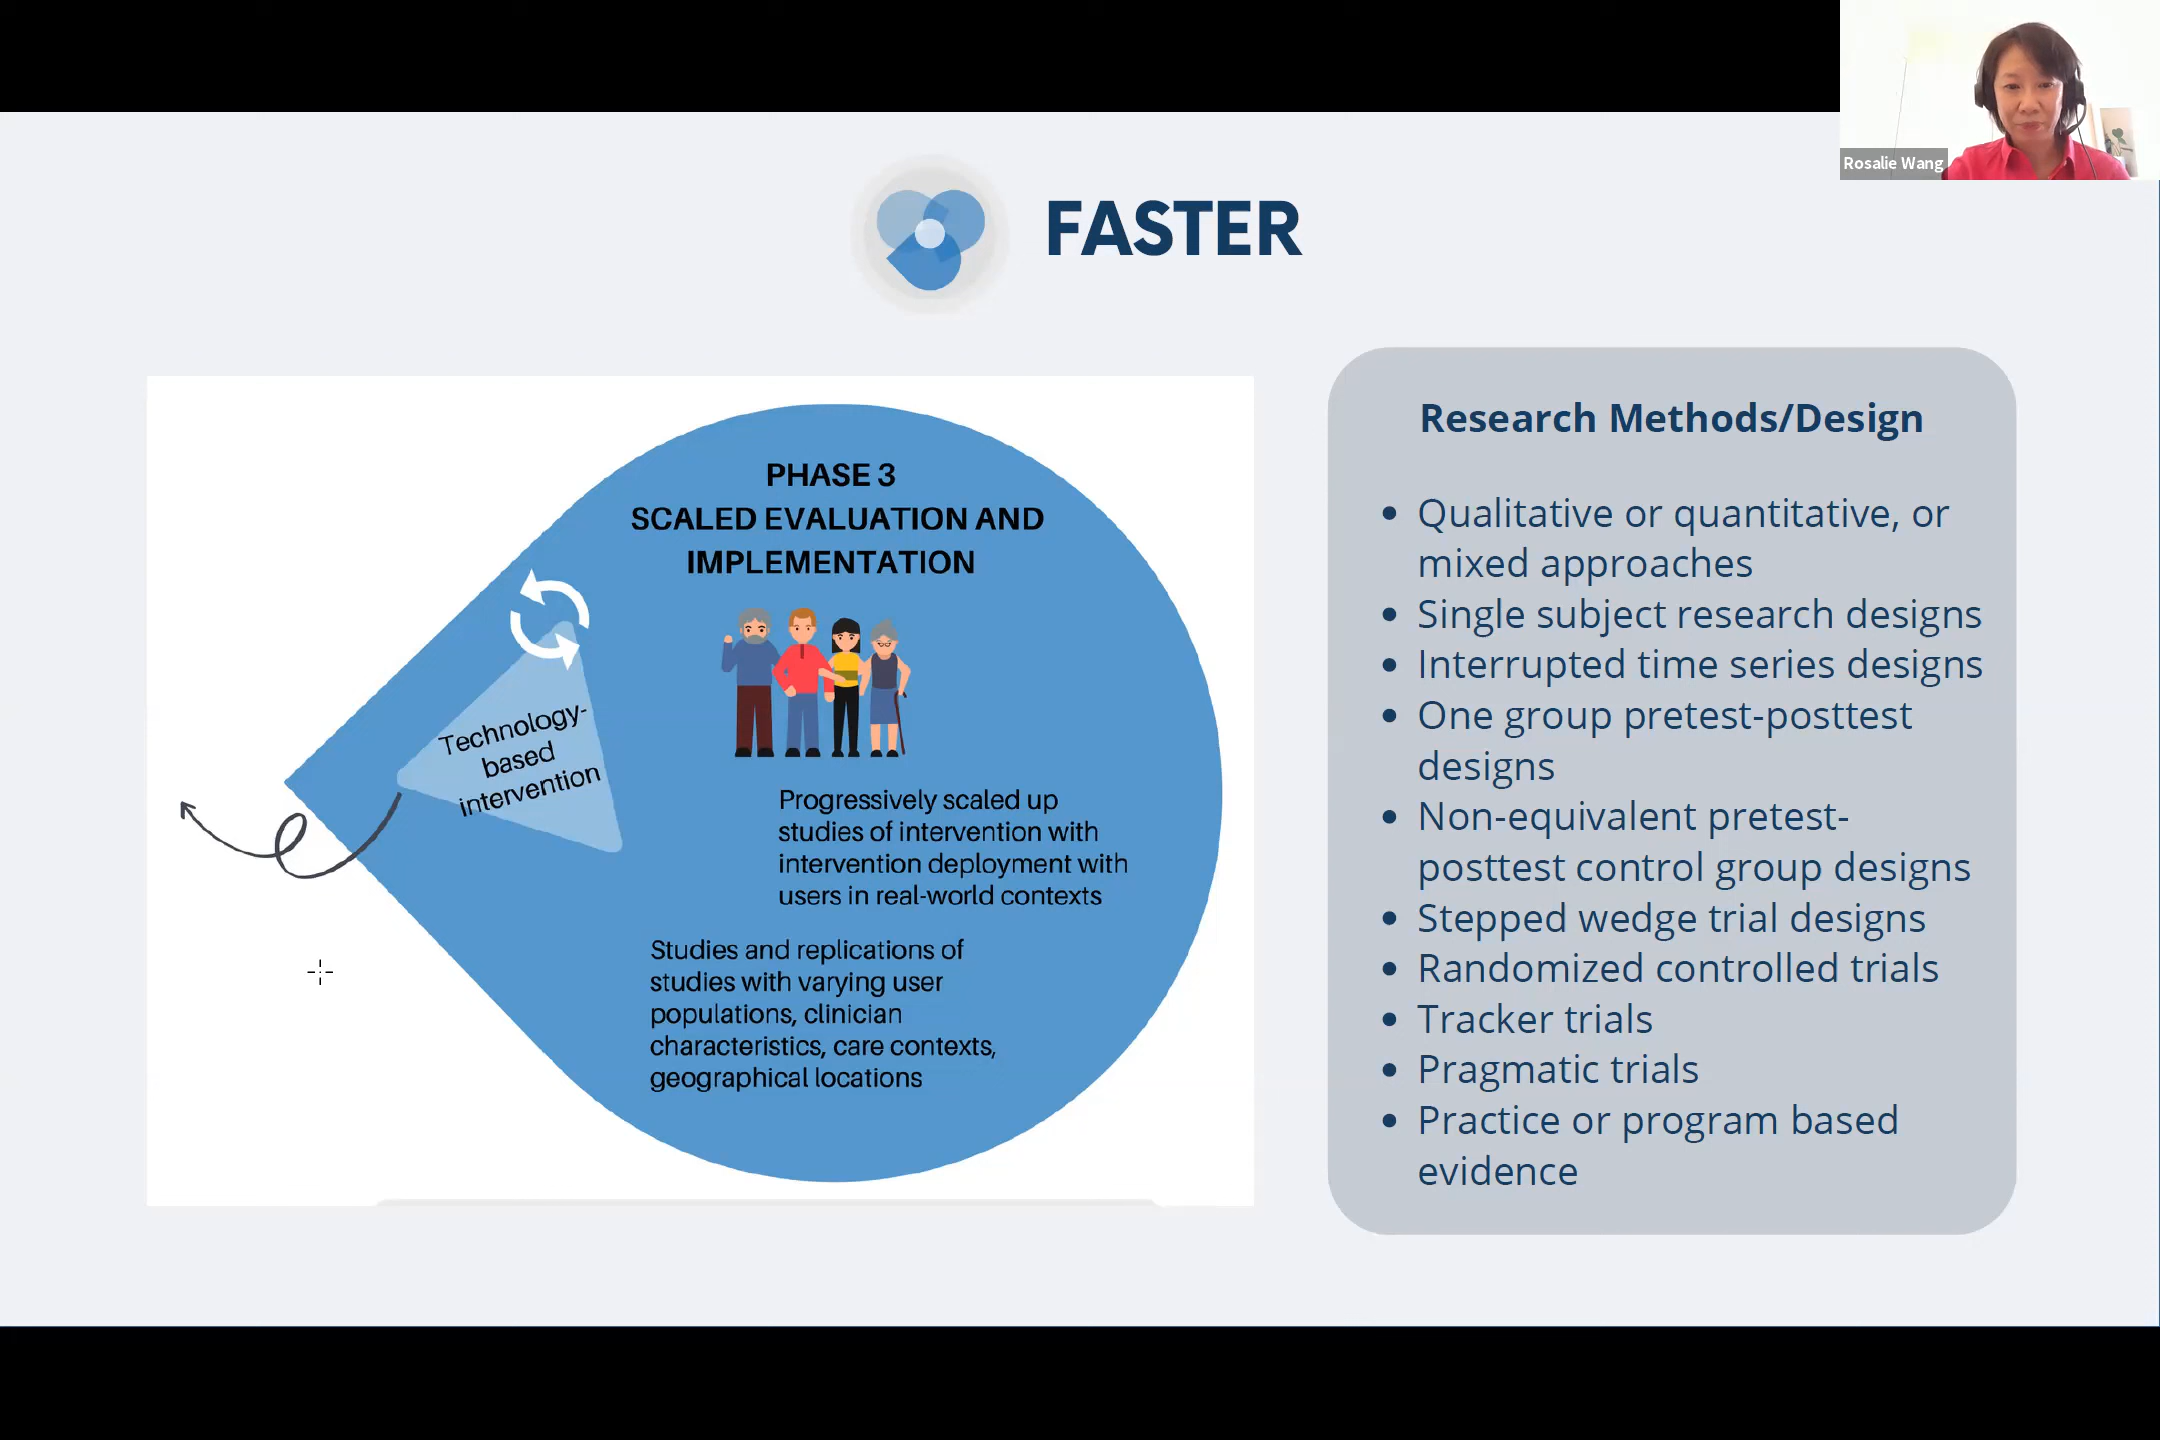 Rosalie Wang
FASTER
PHASE 3
SCALED EVALUATION AND
IMPLEMENTATION
Technology-
based
intervention
Progressively scaled up
studies of intervention with
intervention deployment with
users in real-world contexts
Studies and replications of
studies with varying user
populations, clinician
characteristics, care contexts,
geographical locations
Research Methods/Design
• Qualitative or quantitative, or
mixed approaches
• Single subject research designs
• Interrupted time series designs
• One group pretest-posttest
designs
• Non-equivalent pretest-
posttest control group designs
• Stepped wedge trial designs
• Randomized controlled trials
• Tracker trials
• Pragmatic trials
• Practice or program based
evidence